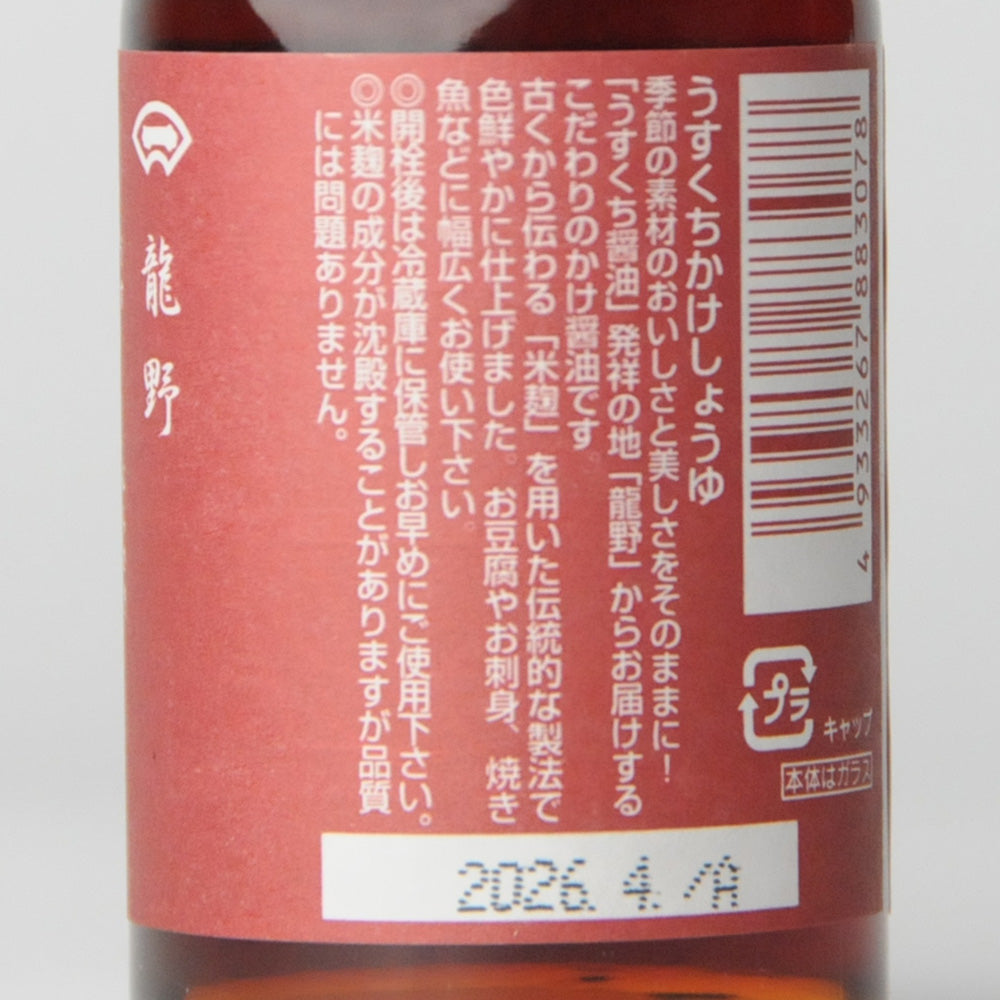 うすくちかけしょうゆ
季節の素材のおいしさと美しさをそのままに！
「うすくち醤油」発祥の地「龍野」からお届けする
こだわりのかけ醤油です。
古くから伝わる「米麹」を用いた伝統的な製法で
色鮮やかに仕上げました。お豆腐やお刺身、焼き
魚などに幅広くお使い下さい。
◎開栓後は冷蔵庫に保管しお早めにご使用下さい。
◎米麹の成分が沈殿することがありますが品質
には問題ありません。
龍野
4933267883078
プラ
キャップ
本体はガラス
2026. 4. /A